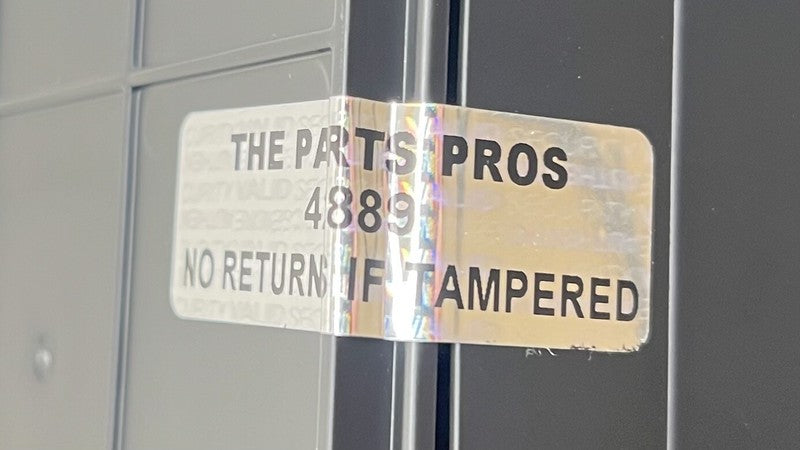 THE PARTS PROS
4889
NO RETURNS IF TAMPERED